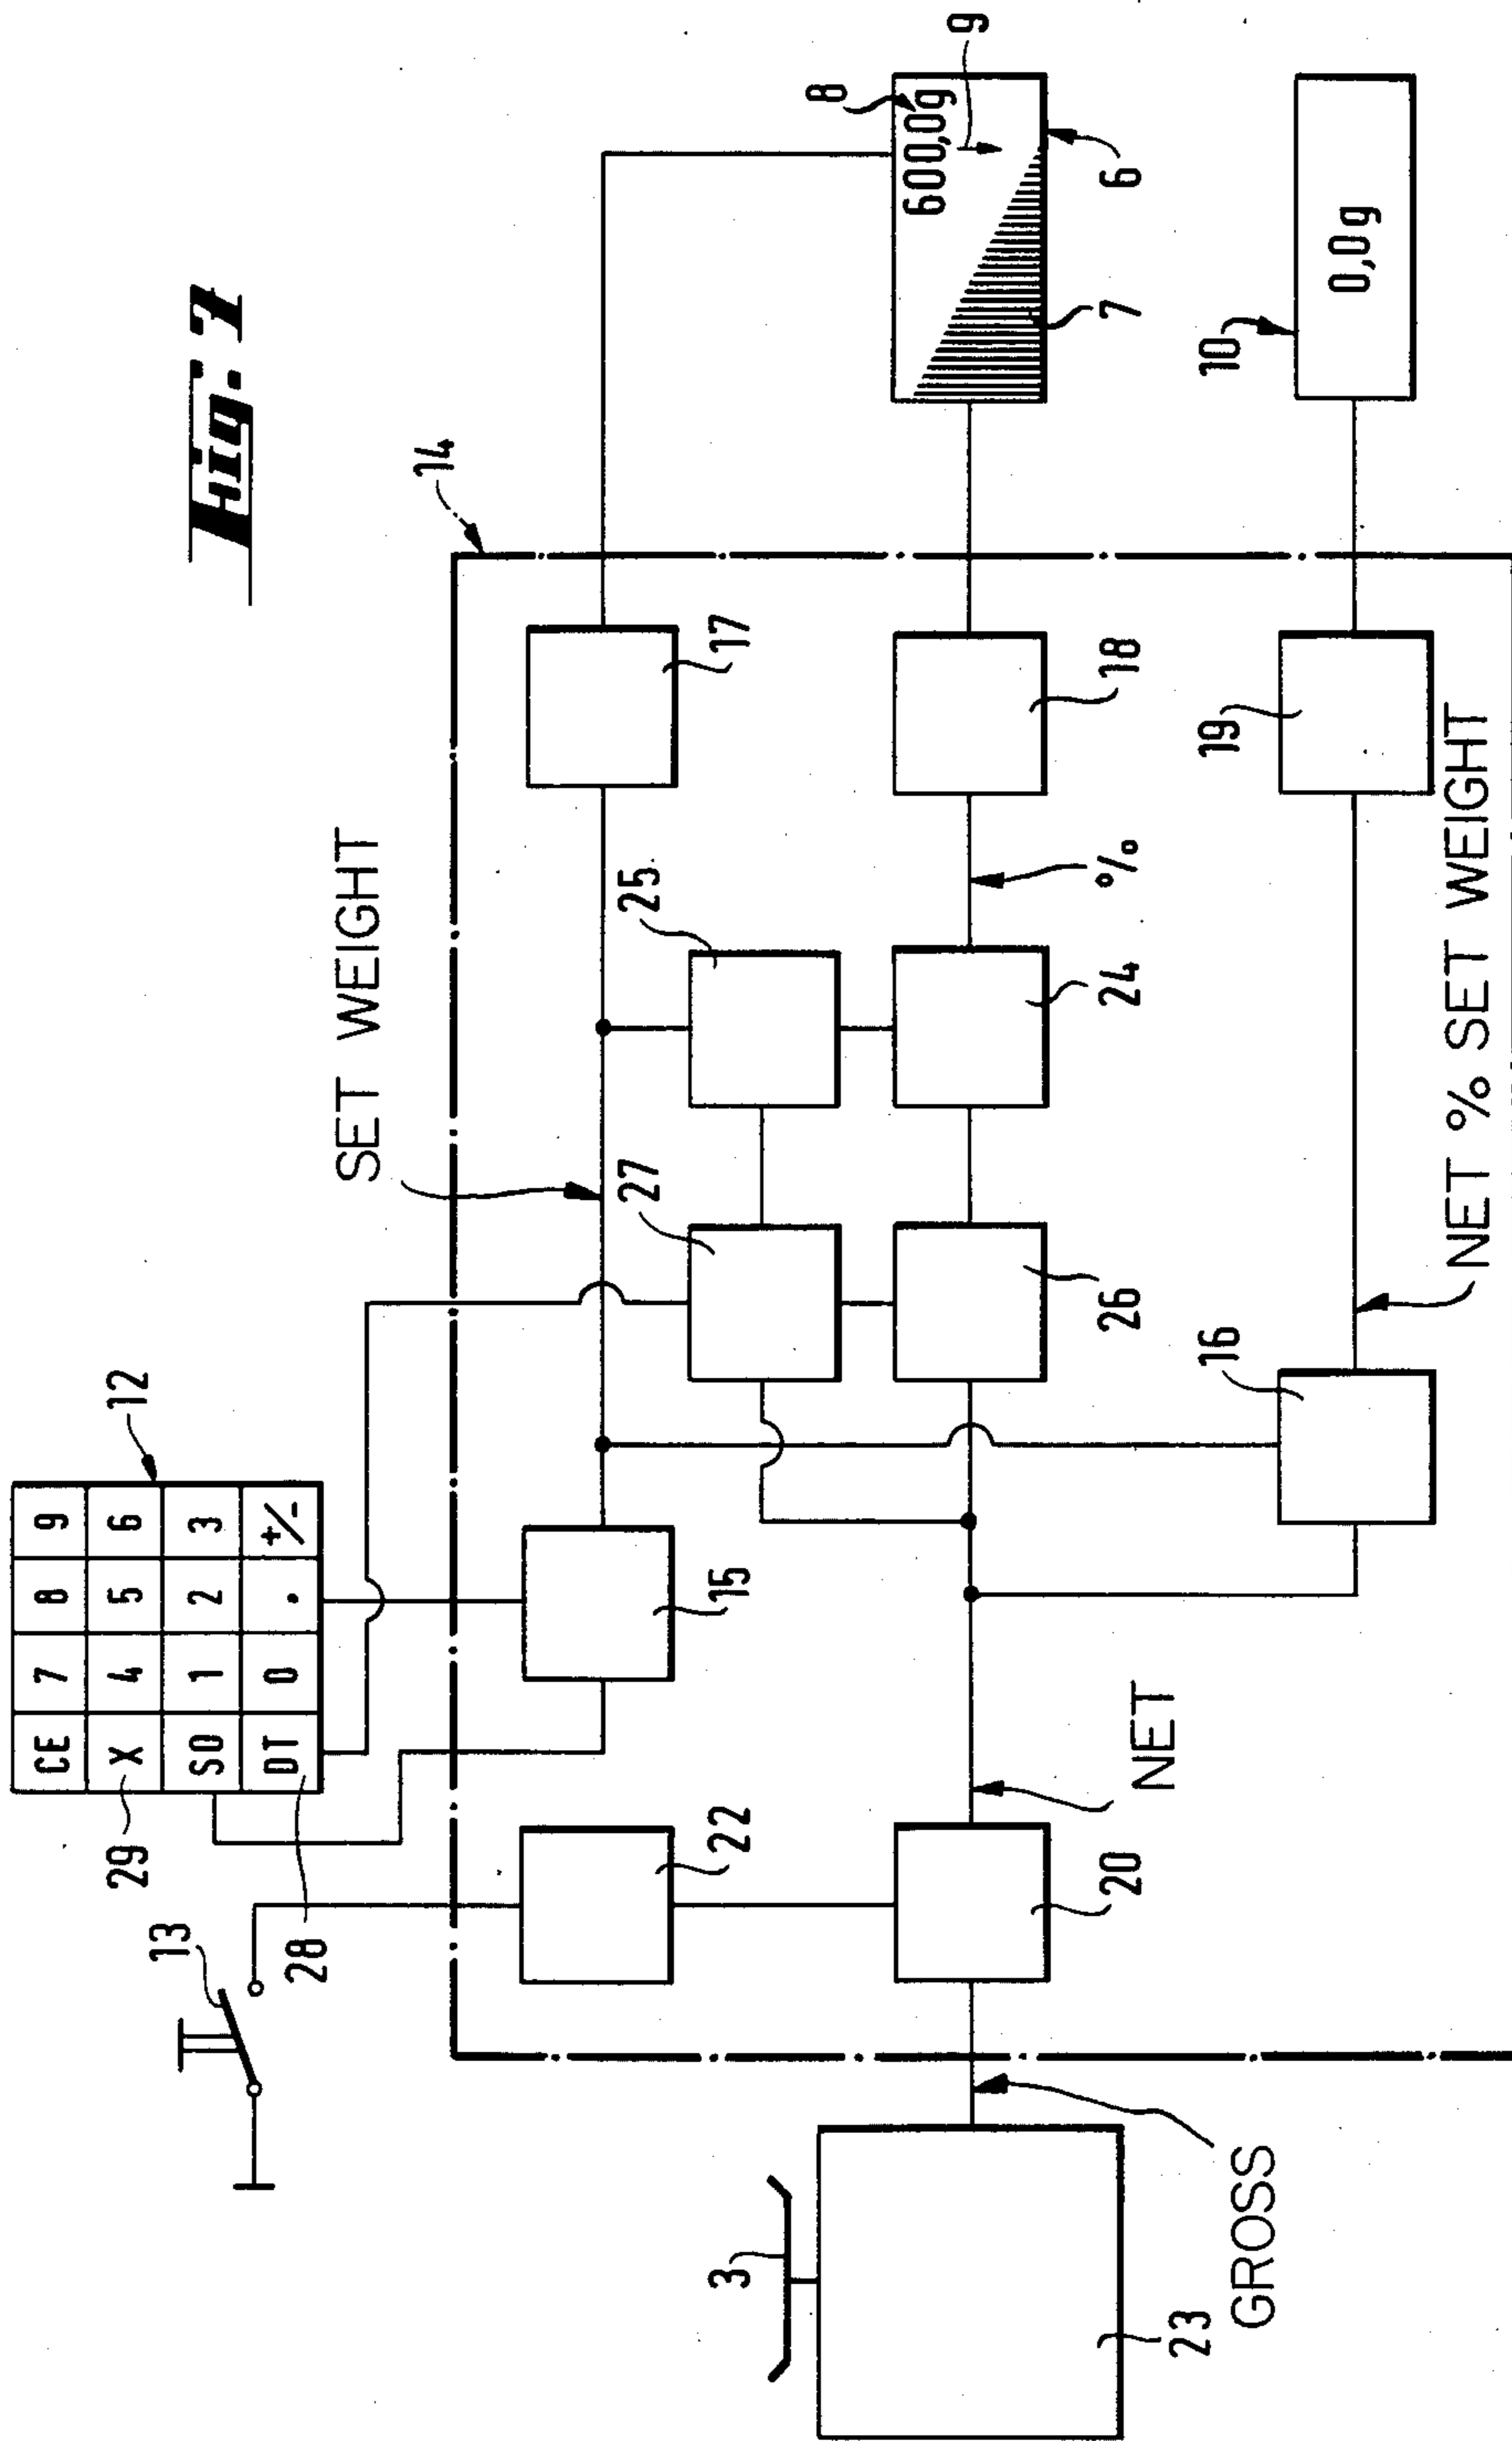 Fig. 7
CE 7 8 9
X 4 5 6
SO 1 2 3
DT 0 . +/-
12
29
13
28
SET WEIGHT
14
27
25
22
15
17
3
8
600,0g
9
20
26
24
%
18
7
6
NET
23
GROSS
16
19
10
0,0g
NET % SET WEIGHT